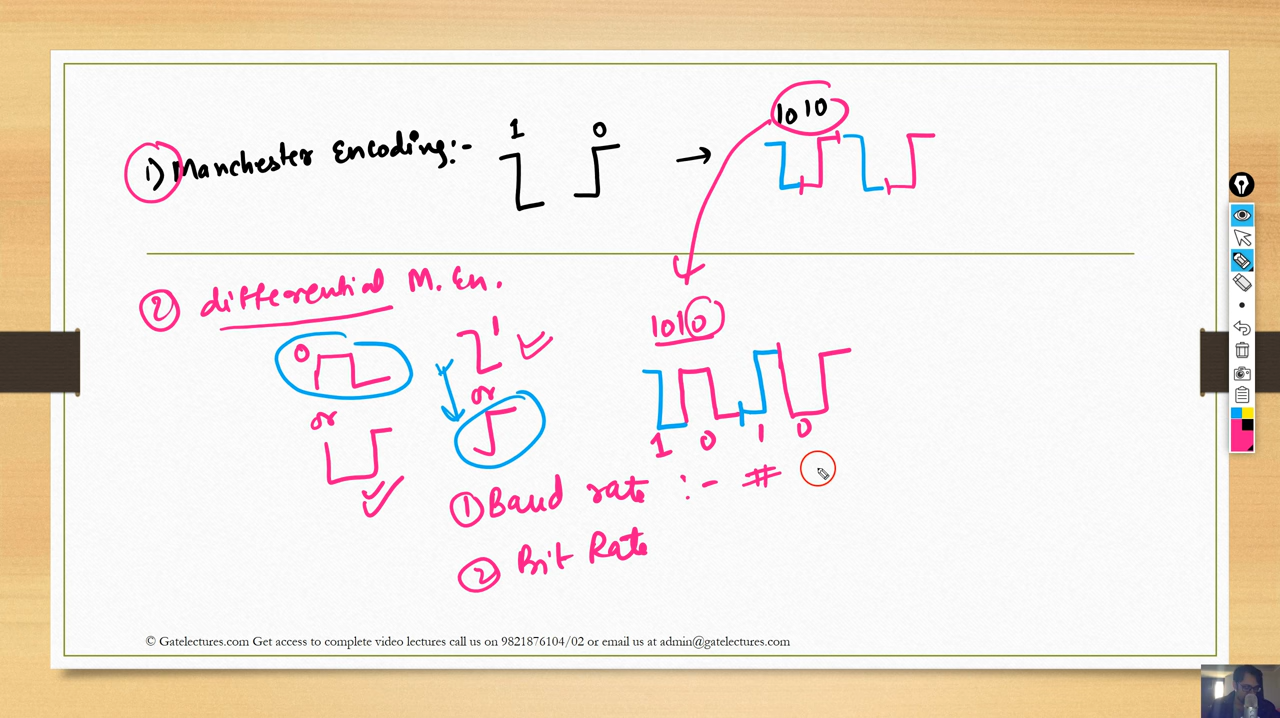 1 0 1010
1) Manchester Encoding:- →
2 differential M. En.
0 1 1010
or or
1 0 1 0
1 Baud rate :- #
2 Bit Rate
© Gatelectures.com Get access to complete video lectures call us on 9821876104/02 or email us at admin@gatelectures.com